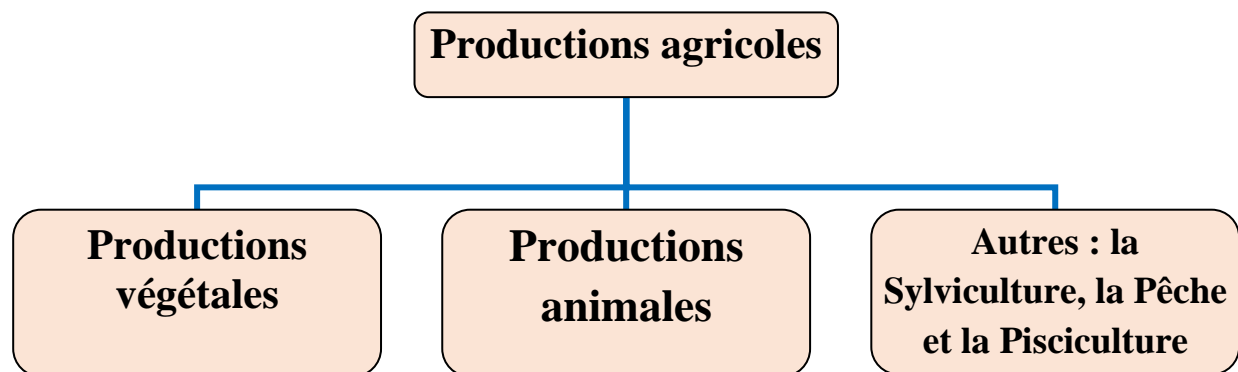 Productions agricoles
Productions
végétales
Productions
animales
Autres : la
Sylviculture, la Pêche
et la Pisciculture